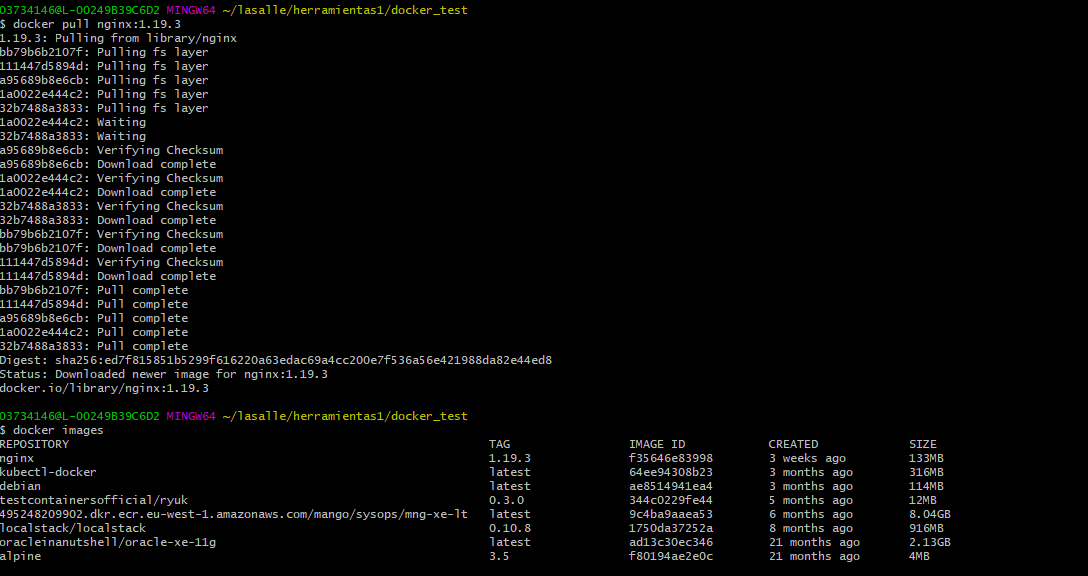 03734146@L-00249B39C6D2 MINGW64 ~/lasalle/herramientas1/docker_test
$ docker pull nginx:1.19.3
1.19.3: Pulling from library/nginx
bb79b6b2107f: Pulling fs layer
111447d5894d: Pulling fs layer
a95689b8e6cb: Pulling fs layer
1a0022e444c2: Pulling fs layer
32b7488a3833: Pulling fs layer
1a0022e444c2: Waiting
32b7488a3833: Waiting
a95689b8e6cb: Verifying Checksum
a95689b8e6cb: Download complete
1a0022e444c2: Verifying Checksum
1a0022e444c2: Download complete
32b7488a3833: Verifying Checksum
32b7488a3833: Download complete
bb79b6b2107f: Verifying Checksum
bb79b6b2107f: Download complete
111447d5894d: Verifying Checksum
111447d5894d: Download complete
bb79b6b2107f: Pull complete
111447d5894d: Pull complete
a95689b8e6cb: Pull complete
1a0022e444c2: Pull complete
32b7488a3833: Pull complete
Digest: sha256:ed7f815851b5299f616220a63edac69a4cc200e7f536a56e421988da82e44ed8
Status: Downloaded newer image for nginx:1.19.3
docker.io/library/nginx:1.19.3
03734146@L-00249B39C6D2 MINGW64 ~/lasalle/herramientas1/docker_test
$ docker images
REPOSITORY TAG IMAGE ID CREATED SIZE
nginx 1.19.3 f35646e83998 3 weeks ago 133MB
kubectl-docker latest 64ee94308b23 3 months ago 316MB
debian latest ae8514941ea4 3 months ago 114MB
testcontainersofficial/ryuk 0.3.0 344c0229fe44 5 months ago 12MB
495248209902.dkr.ecr.eu-west-1.amazonaws.com/mango/sysops/mng-xe-lt latest 9c4ba9aaea53 6 months ago 8.04GB
localstack/localstack 0.10.8 1750da37252a 8 months ago 916MB
oracleinanutshell/oracle-xe-11g latest ad13c30ec346 21 months ago 2.13GB
alpine 3.5 f80194ae2e0c 21 months ago 4MB